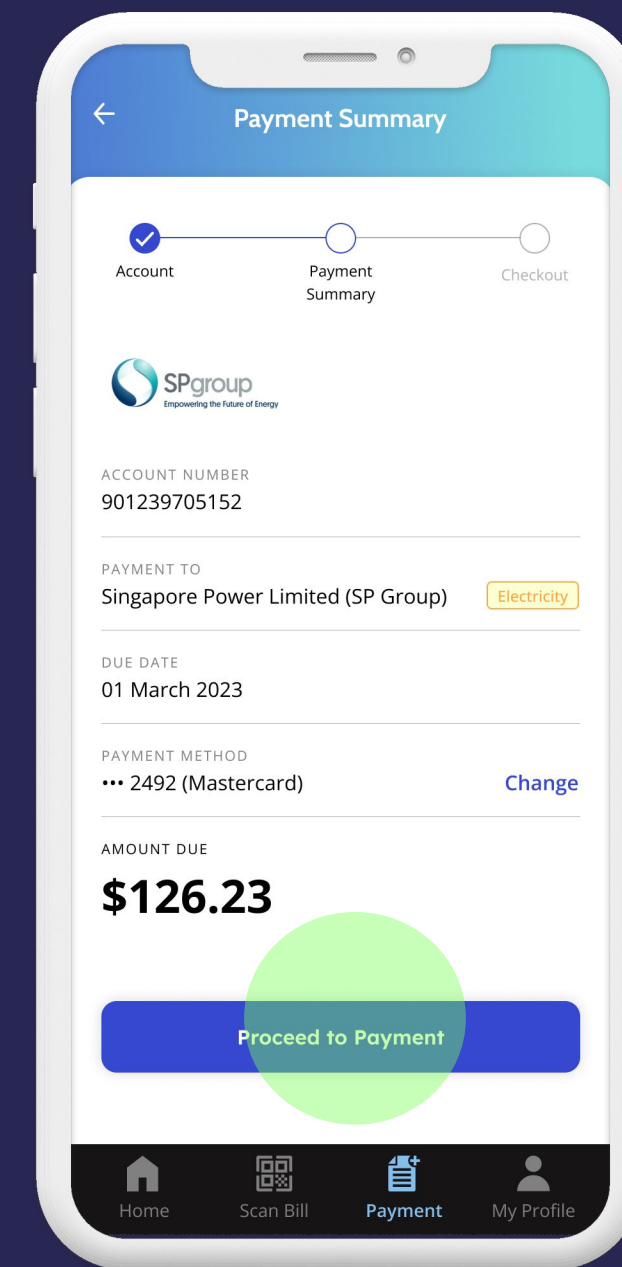 Payment Summary
Account
Payment
Summary
Checkout
SPgroup
Empowering the Future of Energy
ACCOUNT NUMBER
901239705152
PAYMENT TO
Singapore Power Limited (SP Group)
Electricity
DUE DATE
01 March 2023
PAYMENT METHOD
••• 2492 (Mastercard)
Change
AMOUNT DUE
$126.23
Proceed to Payment
Home
Scan Bill
Payment
My Profile